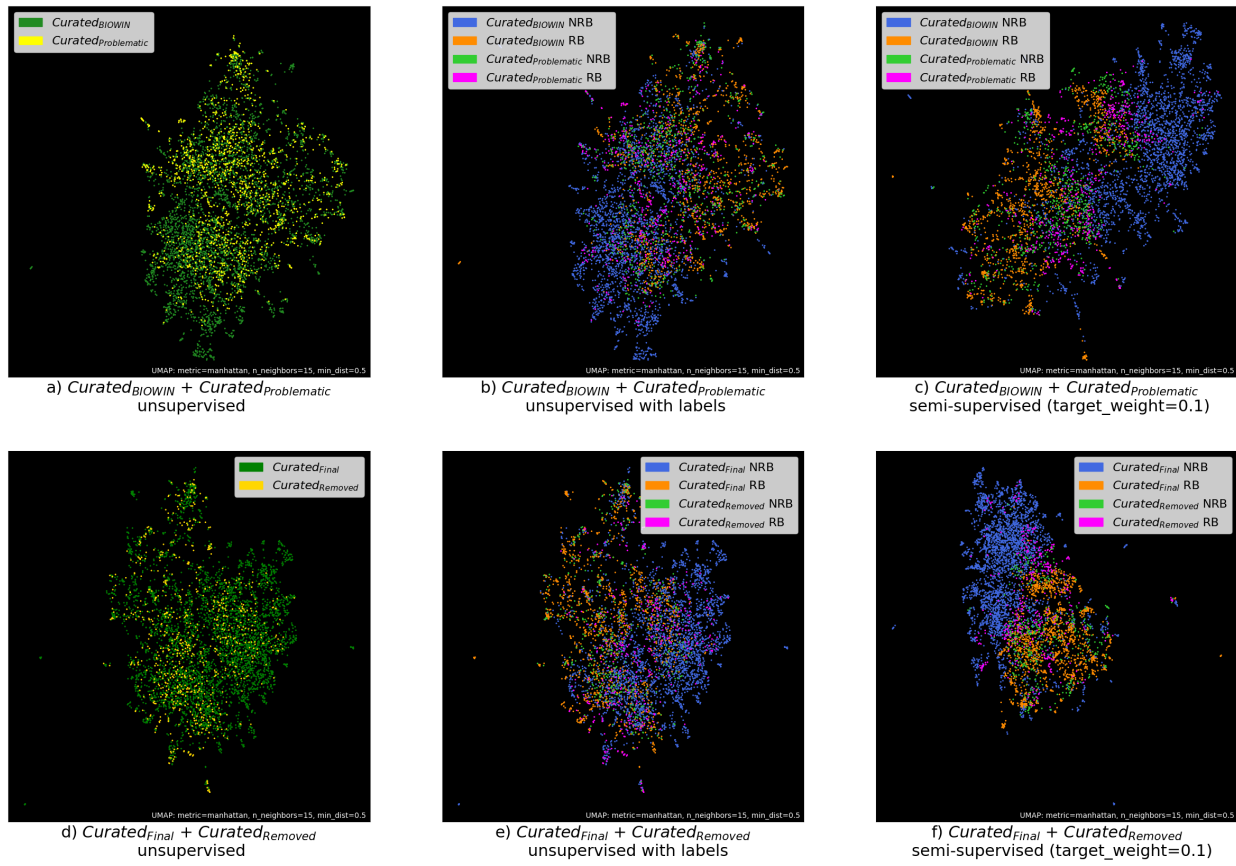 Curated_BIOWIN
Curated_Problematic
UMAP: metric=manhattan, n_neighbors=15, min_dist=0.5
a) Curated_BIOWIN + Curated_Problematic
unsupervised
Curated_BIOWIN NRB
Curated_BIOWIN RB
Curated_Problematic NRB
Curated_Problematic RB
UMAP: metric=manhattan, n_neighbors=15, min_dist=0.5
b) Curated_BIOWIN + Curated_Problematic
unsupervised with labels
Curated_BIOWIN NRB
Curated_BIOWIN RB
Curated_Problematic NRB
Curated_Problematic RB
UMAP: metric=manhattan, n_neighbors=15, min_dist=0.5
c) Curated_BIOWIN + Curated_Problematic
semi-supervised (target_weight=0.1)
Curated_Final
Curated_Removed
UMAP: metric=manhattan, n_neighbors=15, min_dist=0.5
d) Curated_Final + Curated_Removed
unsupervised
Curated_Final NRB
Curated_Final RB
Curated_Removed NRB
Curated_Removed RB
UMAP: metric=manhattan, n_neighbors=15, min_dist=0.5
e) Curated_Final + Curated_Removed
unsupervised with labels
Curated_Final NRB
Curated_Final RB
Curated_Removed NRB
Curated_Removed RB
UMAP: metric=manhattan, n_neighbors=15, min_dist=0.5
f) Curated_Final + Curated_Removed
semi-supervised (target_weight=0.1)